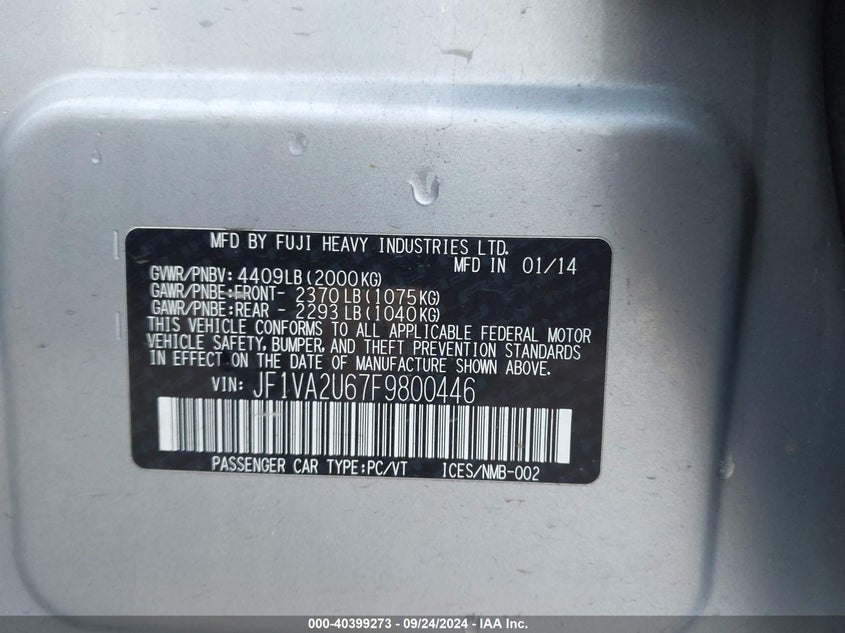 MFD BY FUJI HEAVY INDUSTRIES LTD.
MFD IN 01/14
GVWR/PNBV: 4409LB(2000KG)
GAWR/PNBE:FRONT- 2370LB(1075KG)
GAWR/PNBE:REAR - 2293LB(1040KG)
THIS VEHICLE CONFORMS TO ALL APPLICABLE FEDERAL MOTOR
VEHICLE SAFETY, BUMPER, AND THEFT PREVENTION STANDARDS
IN EFFECT ON THE DATE OF MANUFACTURE SHOWN ABOVE.
VIN: JF1VA2U67F9800446
PASSENGER CAR TYPE:PC/VT ICES/NMB-002
000-40399273 - 09/24/2024 - IAA Inc.